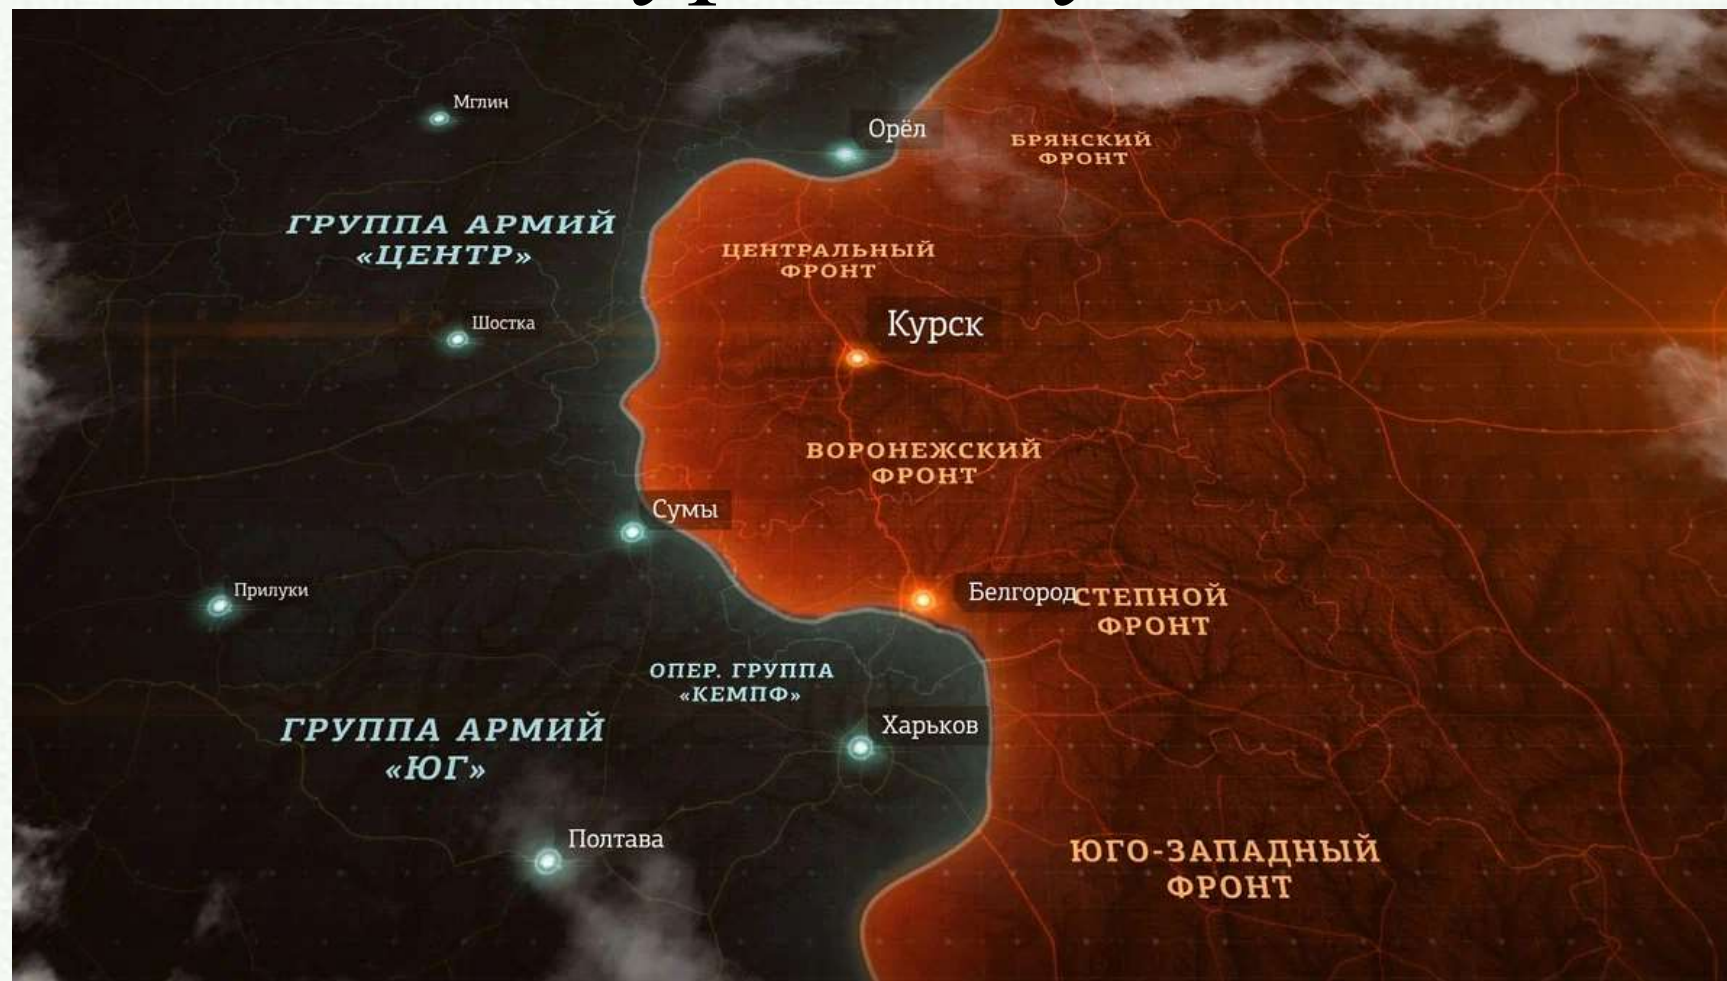 Мглин
Орёл
БРЯНСКИЙ
ФРОНТ
ГРУППА АРМИЙ
«ЦЕНТР»
ЦЕНТРАЛЬНЫЙ
ФРОНТ
Шостка
Курск
ВОРОНЕЖСКИЙ
ФРОНТ
Сумы
Прилуки
Белгород
СТЕПНОЙ
ФРОНТ
ОПЕР. ГРУППА
«КЕМПФ»
ГРУППА АРМИЙ
«ЮГ»
Харьков
Полтава
ЮГО-ЗАПАДНЫЙ
ФРОНТ